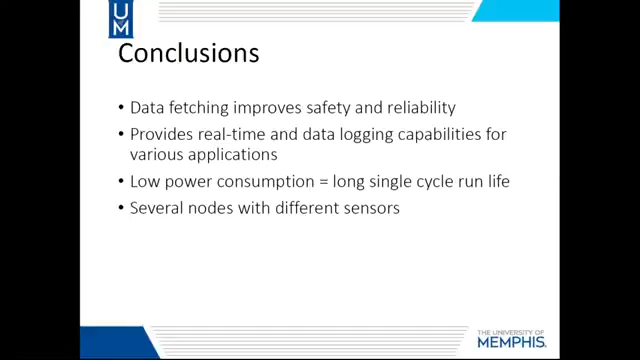 UM
Conclusions
• Data fetching improves safety and reliability
• Provides real-time and data logging capabilities for
various applications
• Low power consumption = long single cycle run life
• Several nodes with different sensors
THE UNIVERSITY OF
MEMPHIS.